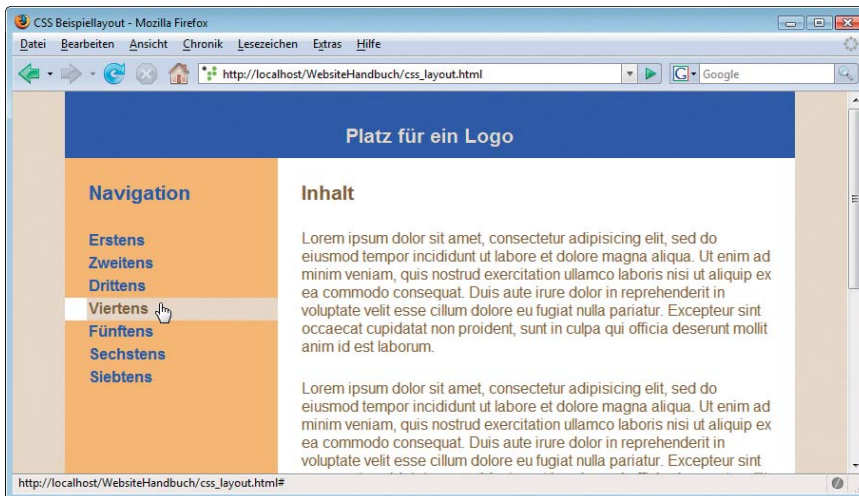 CSS Beispiellayout - Mozilla Firefox
Datei Bearbeiten Ansicht Chronik Lesezeichen Extras Hilfe
http://localhost/WebsiteHandbuch/css_layout.html
G Google
Platz für ein Logo
Navigation
Erstens
Zweitens
Drittens
Viertens
Fünftens
Sechstens
Siebtens
Inhalt
Lorem ipsum dolor sit amet, consectetur adipisicing elit, sed do
eiusmod tempor incididunt ut labore et dolore magna aliqua. Ut enim ad
minim veniam, quis nostrud exercitation ullamco laboris nisi ut aliquip ex
ea commodo consequat. Duis aute irure dolor in reprehenderit in
voluptate velit esse cillum dolore eu fugiat nulla pariatur. Excepteur sint
occaecat cupidatat non proident, sunt in culpa qui officia deserunt mollit
anim id est laborum.
Lorem ipsum dolor sit amet, consectetur adipisicing elit, sed do
eiusmod tempor incididunt ut labore et dolore magna aliqua. Ut enim ad
minim veniam, quis nostrud exercitation ullamco laboris nisi ut aliquip ex
ea commodo consequat. Duis aute irure dolor in reprehenderit in
voluptate velit esse cillum dolore eu fugiat nulla pariatur. Excepteur sint
http://localhost/WebsiteHandbuch/css_layout.html#